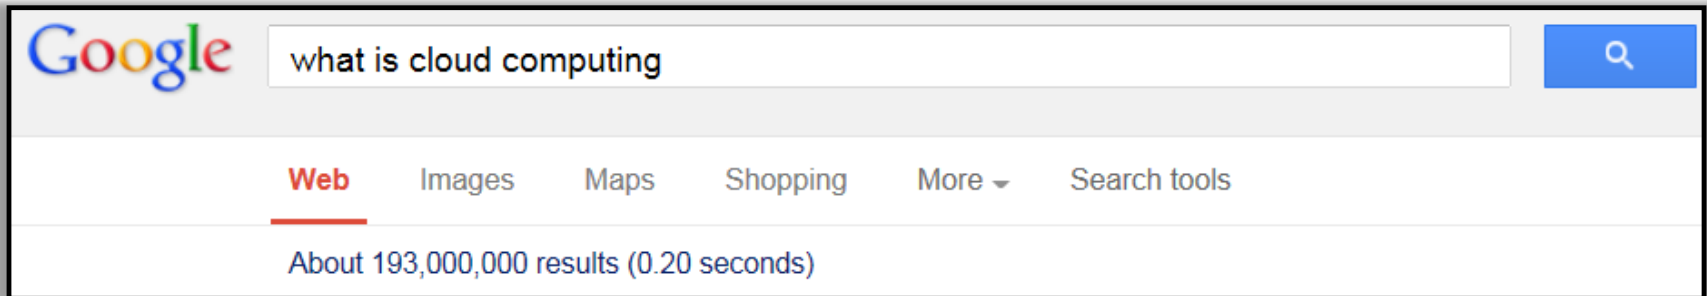 Google what is cloud computing
Web Images Maps Shopping More Search tools
About 193,000,000 results (0.20 seconds)